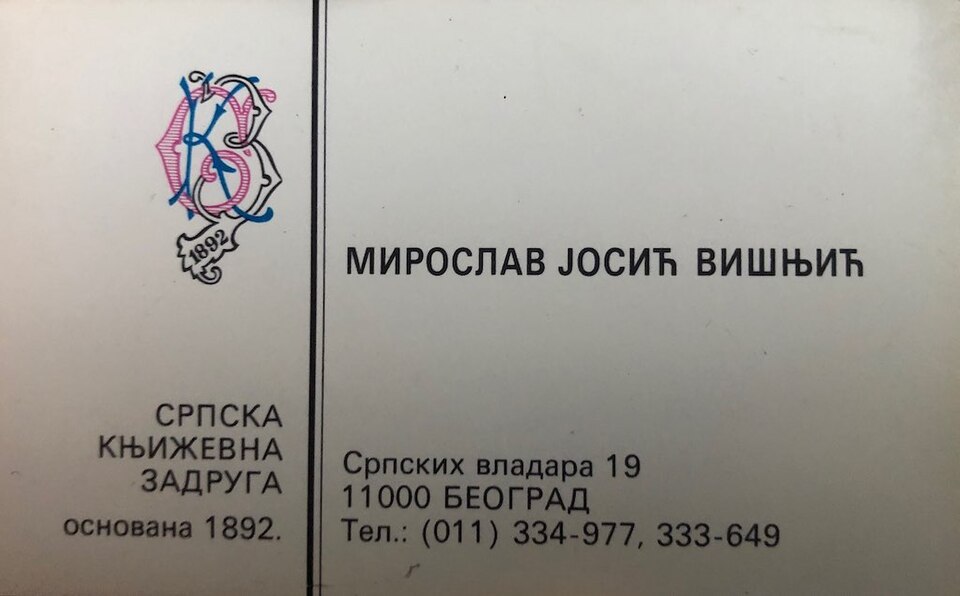 1892
СРПСКА
КЊИЖЕВНА
ЗАДРУГА
основана 1892.
МИРОСЛАВ ЈОСИЋ ВИШЊИЋ
Српских владара 19
11000 БЕОГРАД
Тел.: (011) 334-977, 333-649